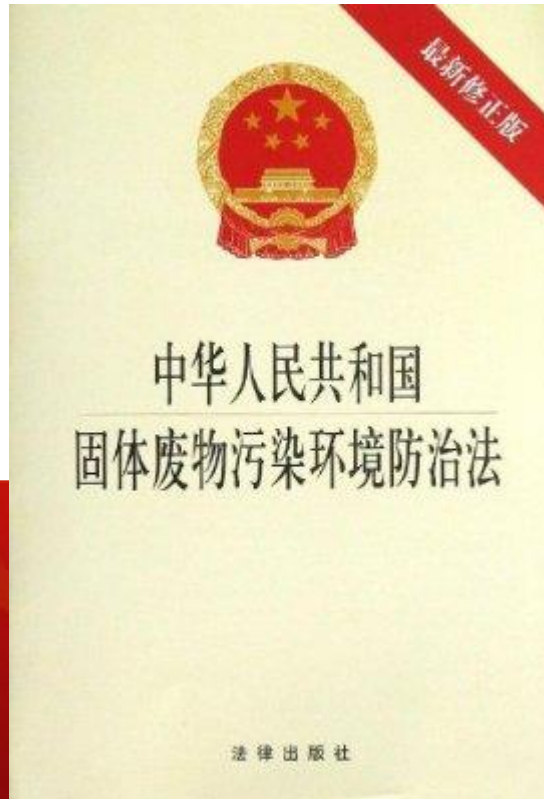 最新修正版
中华人民共和国
固体废物污染环境防治法
法律出版社